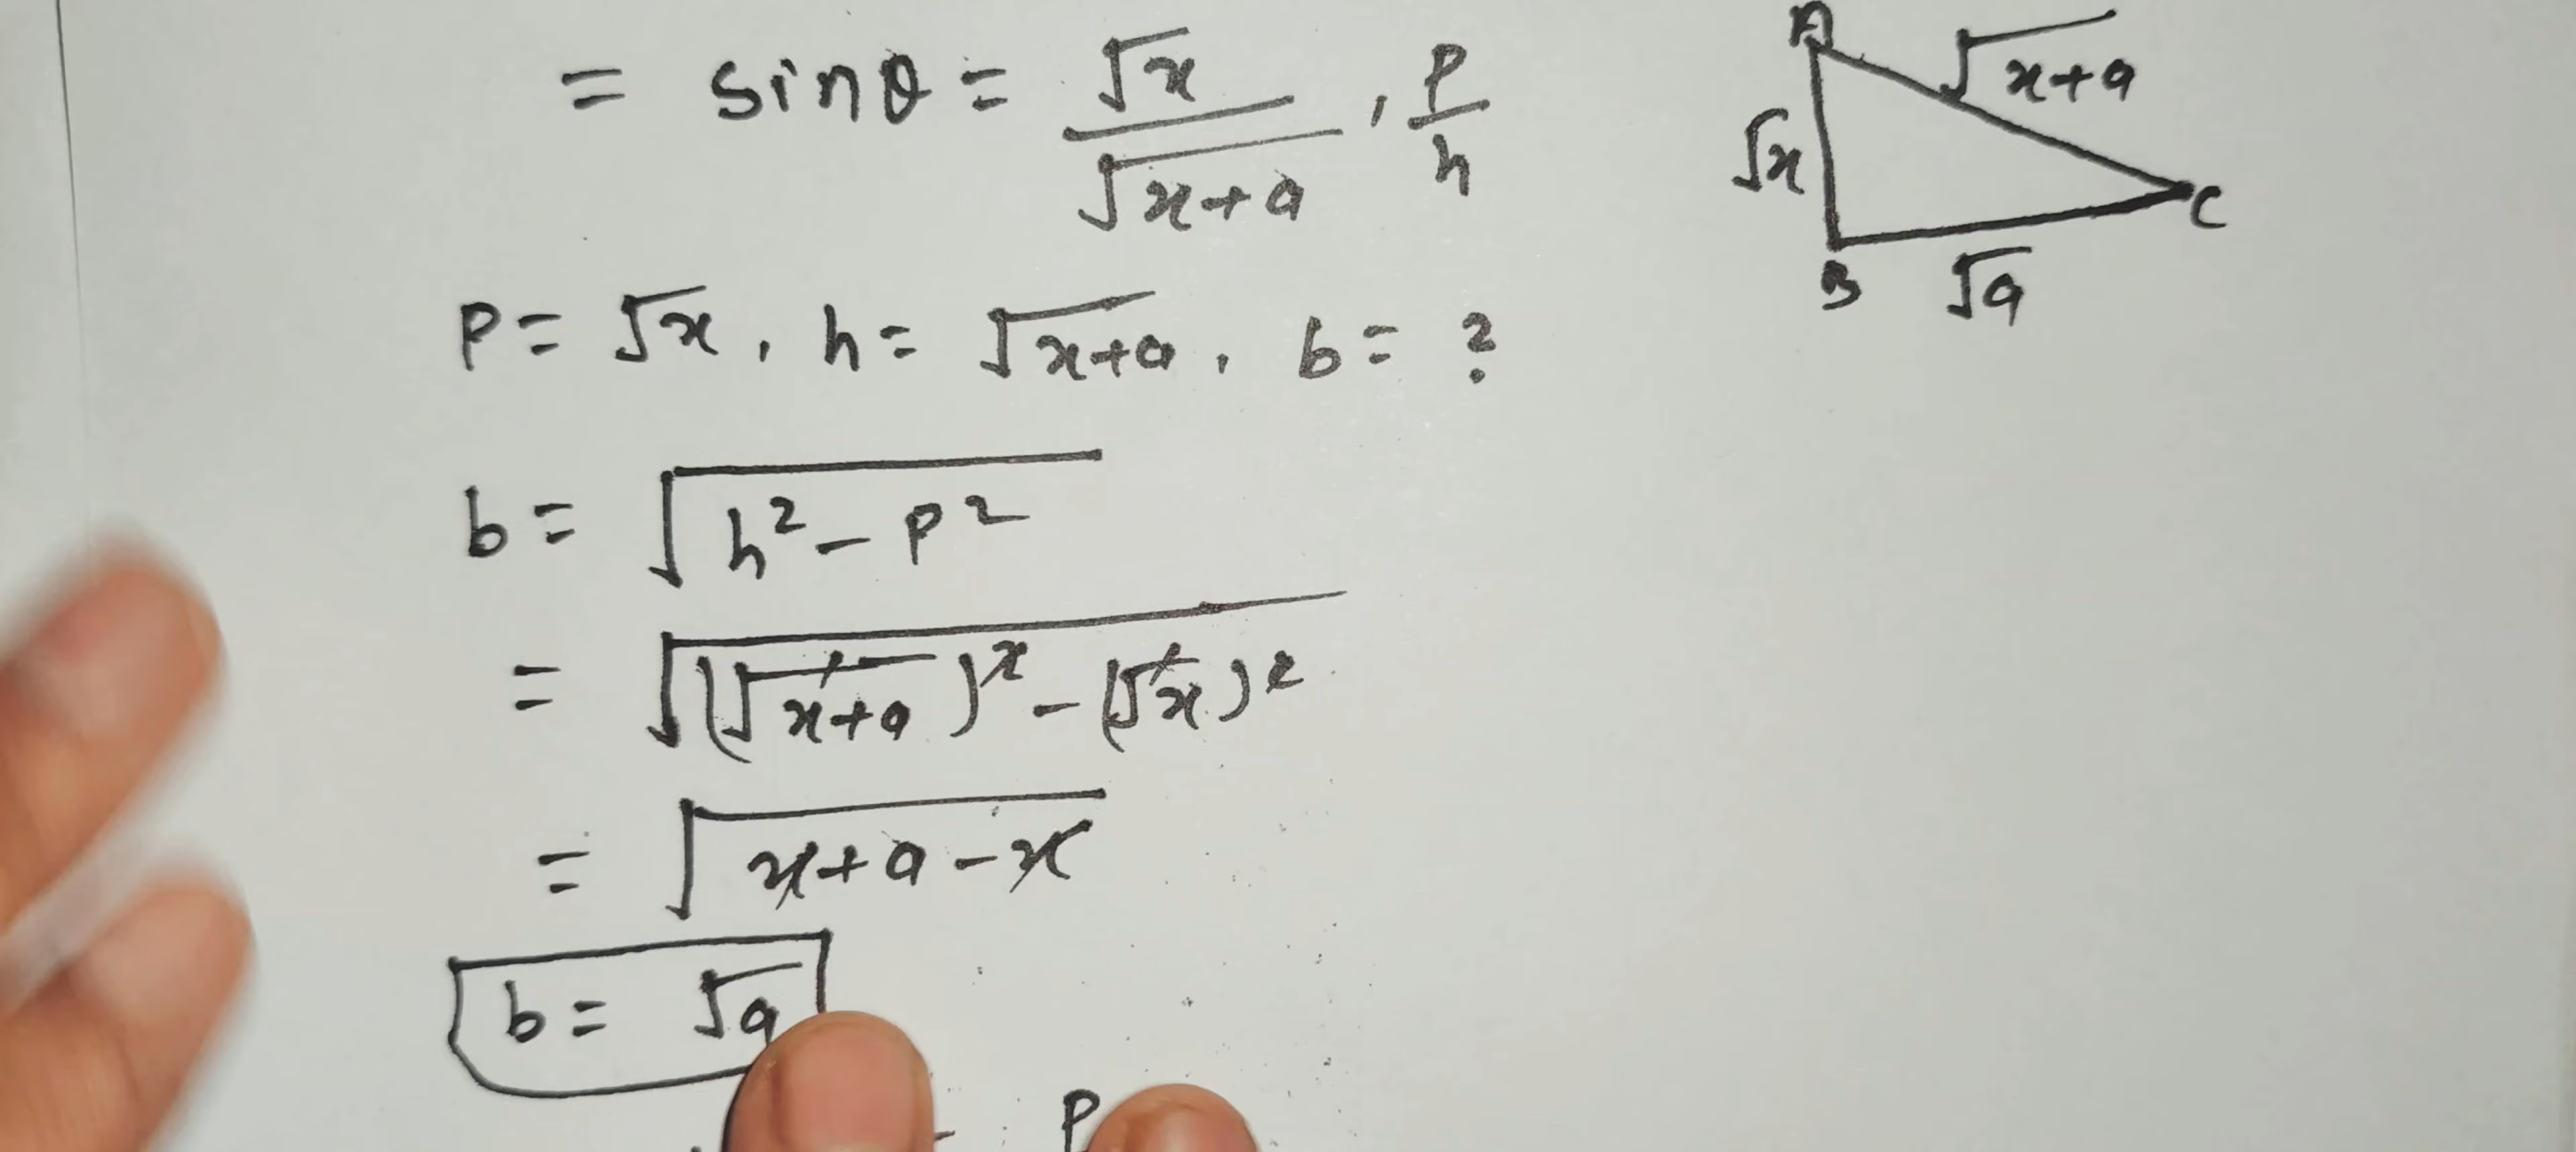 = sinθ = √x / √x+a , P/h
A
√x+a
√x
B
√a
C
P = √x, h = √x+a, b = ?
b = √h² - P²
= √(√x+a)² - (√x)²
= √x+a-x
b = √a
P